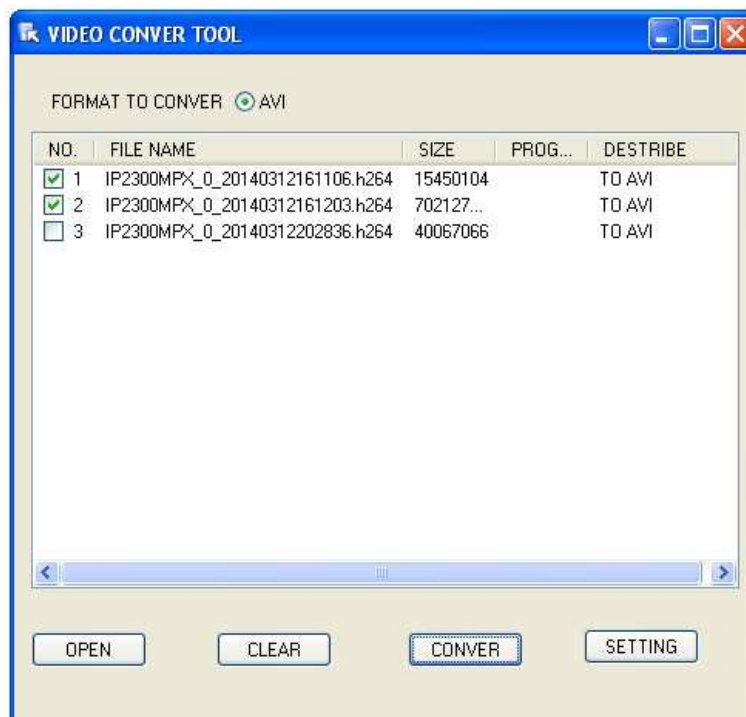 VIDEO CONVER TOOL
FORMAT TO CONVER AVI
NO. FILE NAME SIZE PROG... DESTRIBE
1 IP2300MPX_0_20140312161106.h264 15450104 TO AVI
2 IP2300MPX_0_20140312161203.h264 702127... TO AVI
3 IP2300MPX_0_20140312202836.h264 40067066 TO AVI
OPEN CLEAR CONVER SETTING